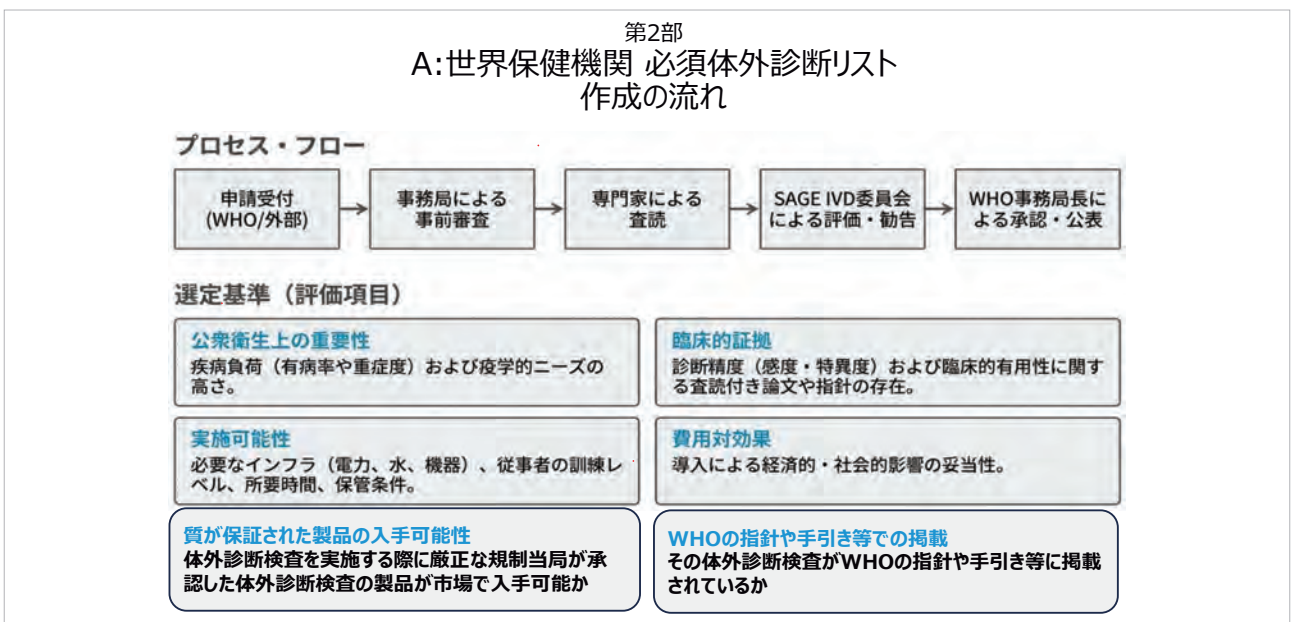 第2部
A:世界保健機関 必須体外診断リスト
作成の流れ
プロセス・フロー
申請受付
(WHO/外部)
事務局による
事前審査
専門家による
査読
SAGE IVD委員会
による評価・勧告
WHO事務局長に
よる承認・公表
選定基準（評価項目）
公衆衛生上の重要性
疾病負荷（有病率や重症度）および疫学的ニーズの
高さ。
臨床的証拠
診断精度（感度・特異度）および臨床的有用性に関す
る査読付き論文や指針の存在。
実施可能性
必要なインフラ（電力、水、機器）、従事者の訓練レ
ベル、所要時間、保管条件。
費用対効果
導入による経済的・社会的影響の妥当性。
質が保証された製品の入手可能性
体外診断検査を実施する際に厳正な規制当局が承
認した体外診断検査の製品が市場で入手可能か
WHOの指針や手引き等での掲載
その体外診断検査がWHOの指針や手引き等に掲載
されているか